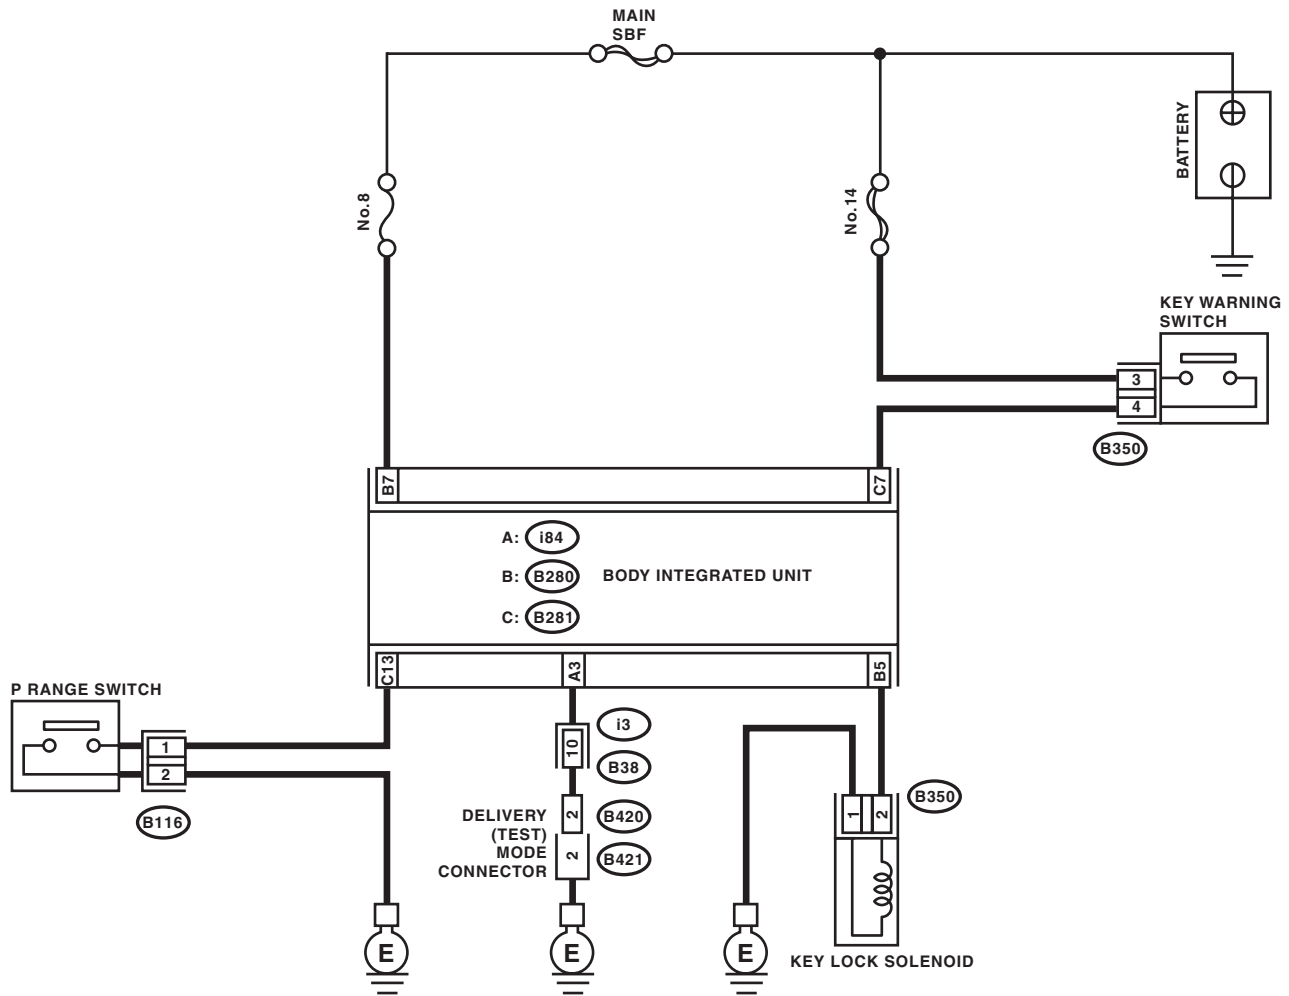 MAIN
SBF
BATTERY
No.8
No.14
KEY WARNING
SWITCH
3
4
B350
B7
C7
A: i84
B: B280
BODY INTEGRATED UNIT
C: B281
C13
A3
B5
P RANGE SWITCH
1
2
B116
i3
10
B38
DELIVERY
(TEST)
MODE
CONNECTOR
2
B420
2
B421
1
2
B350
E
E
E
KEY LOCK SOLENOID